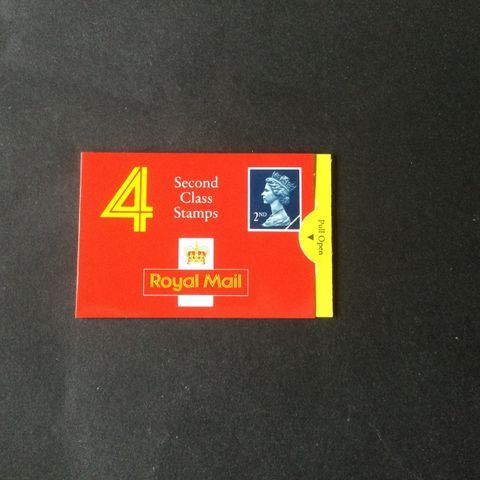 4
Second
Class
Stamps
2ND
Pull Open
Royal Mail